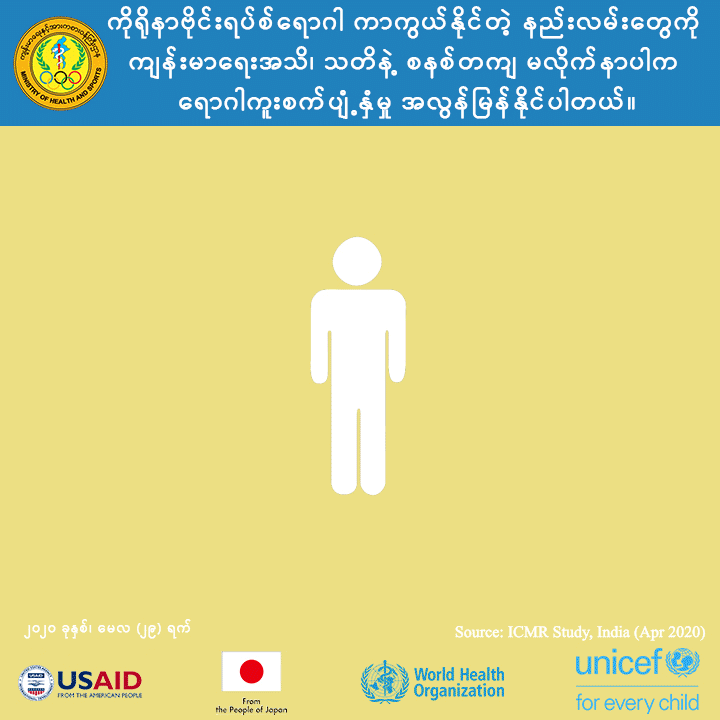 ကိုရိုနာဗိုင်းရပ်စ်ရောဂါ ကာကွယ်နိုင်တဲ့ နည်းလမ်းတွေကို
ကျန်းမာရေးအသိ၊ သတိနဲ့ စနစ်တကျ မလိုက်နာပါက
ရောဂါကူးစက်ပျံ့နှံမှု အလွန်မြန်နိုင်ပါတယ်။
MINISTRY OF HEALTH AND SPORTS
၂၀၂၀ ခုနှစ်၊ မေလ (၂၉) ရက်
Source: ICMR Study, India (Apr 2020)
USAID
FROM THE AMERICAN PEOPLE
From
the People of Japan
World Health
Organization
unicef
for every child